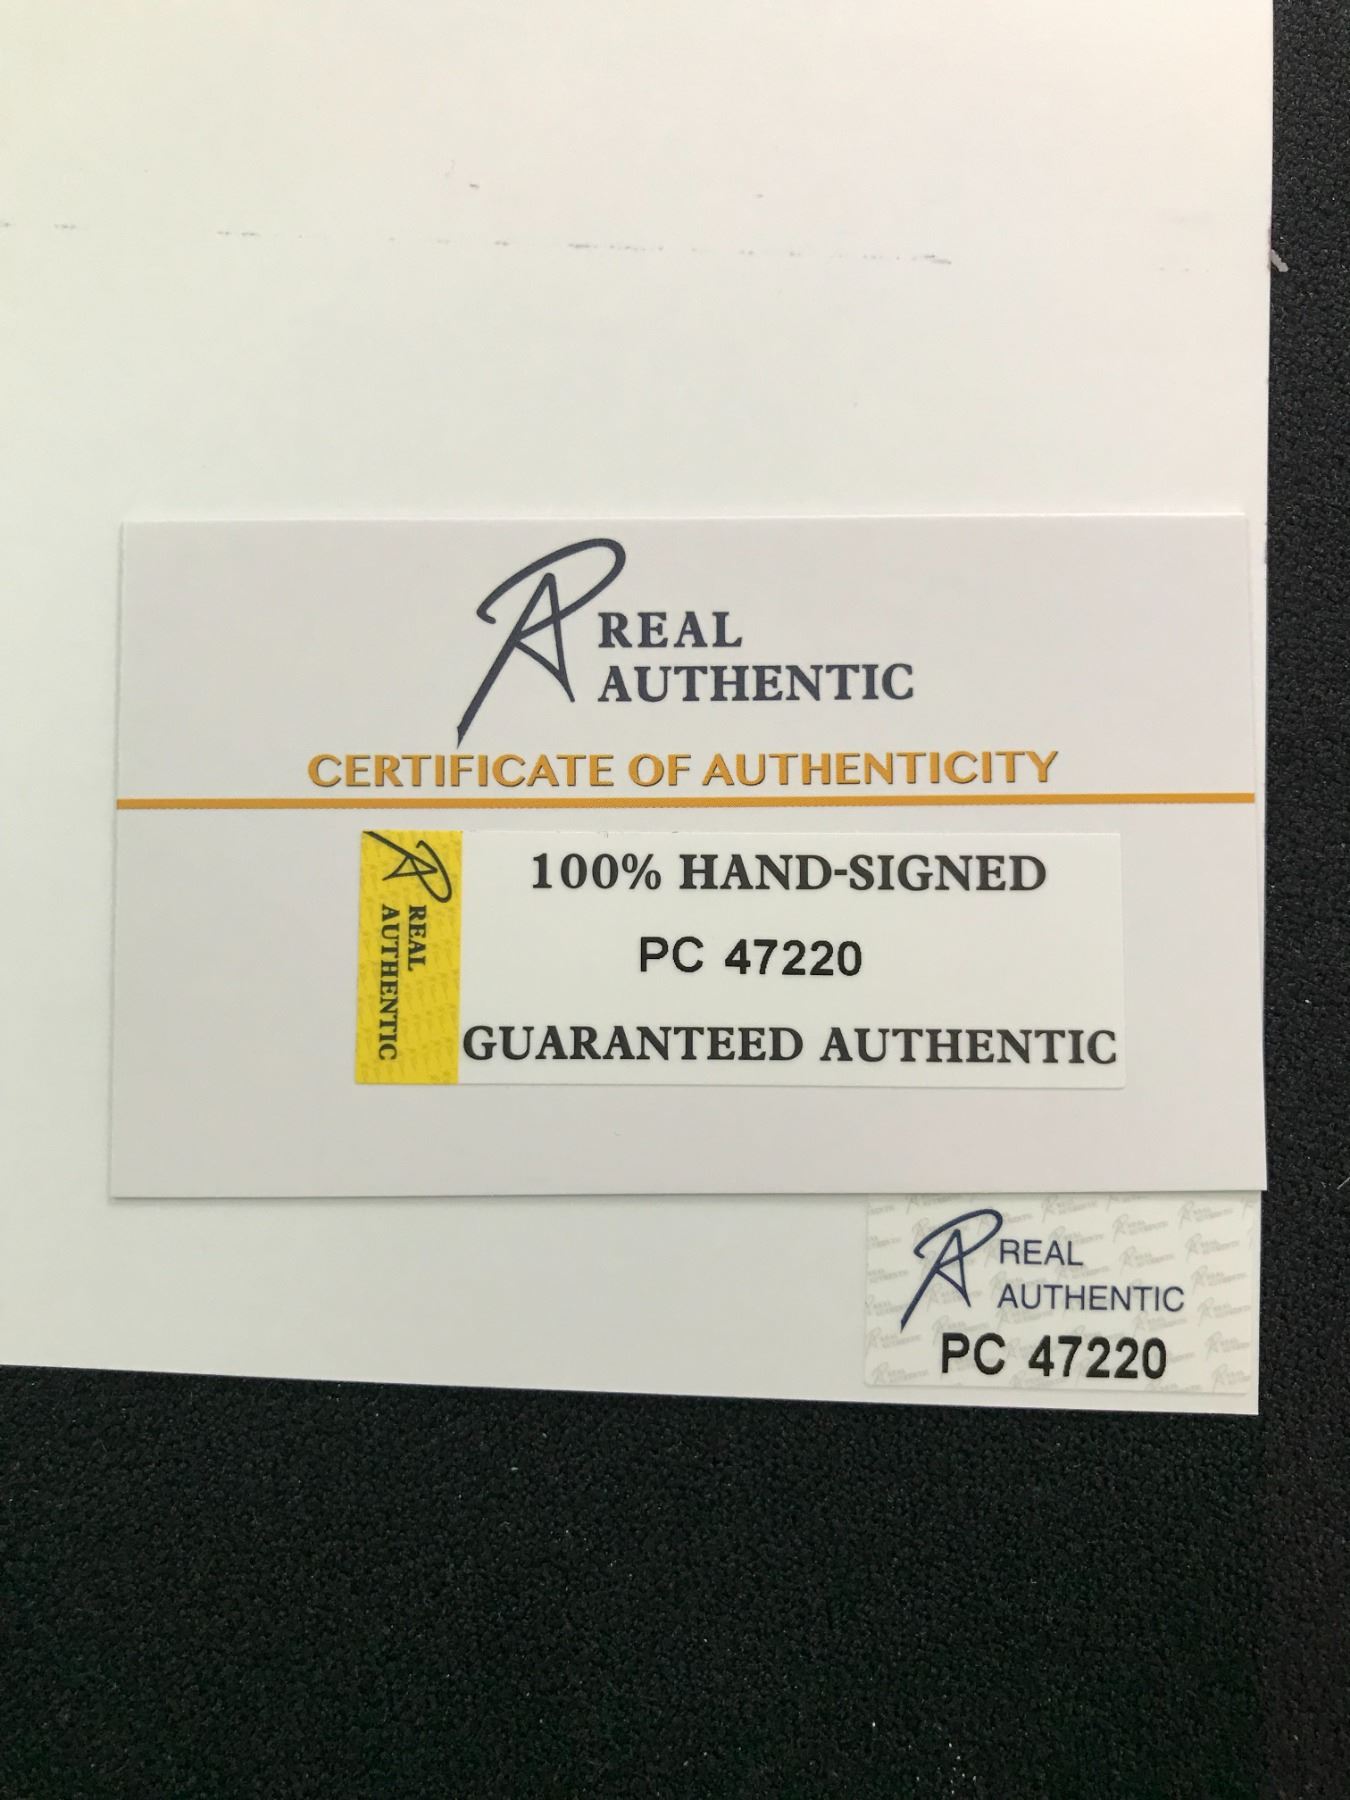 REAL
AUTHENTIC
CERTIFICATE OF AUTHENTICITY
REAL
AUTHENTIC
100% HAND-SIGNED
PC 47220
GUARANTEED AUTHENTIC
REAL
AUTHENTIC
PC 47220